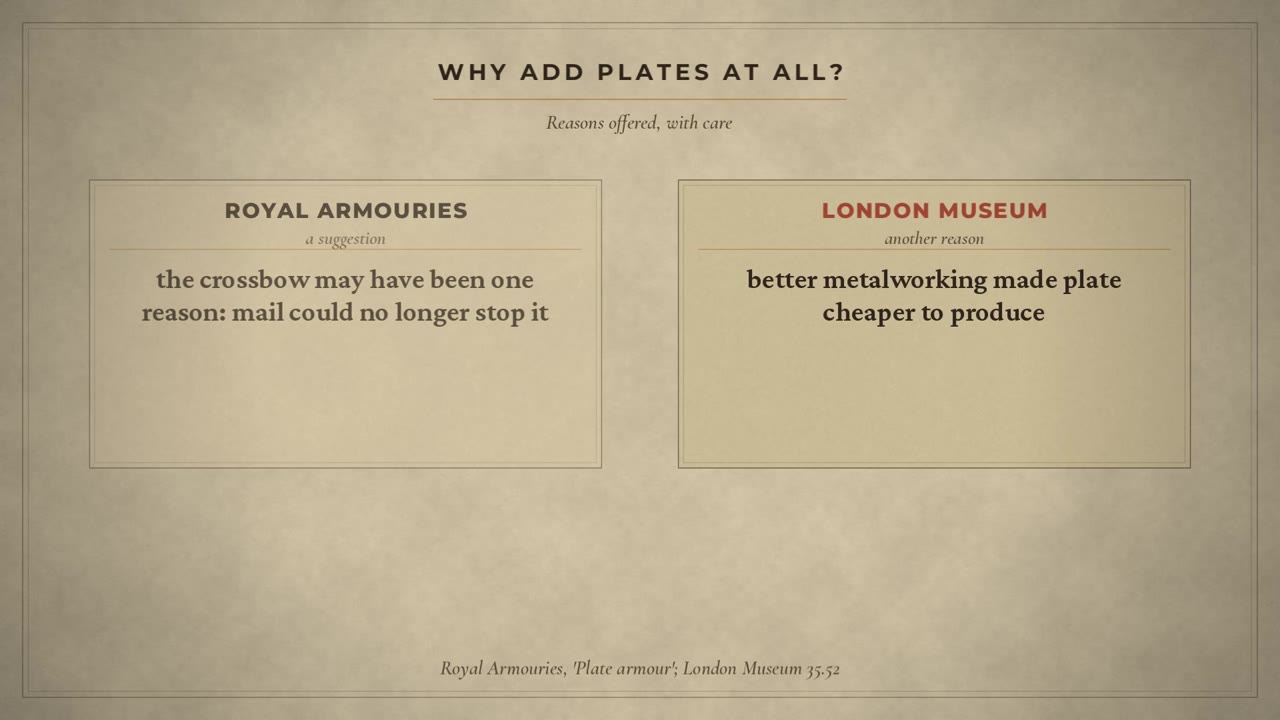 WHY ADD PLATES AT ALL?
Reasons offered, with care
ROYAL ARMOURIES
a suggestion
the crossbow may have been one
reason: mail could no longer stop it
LONDON MUSEUM
another reason
better metalworking made plate
cheaper to produce
Royal Armouries, 'Plate armour'; London Museum 35.52